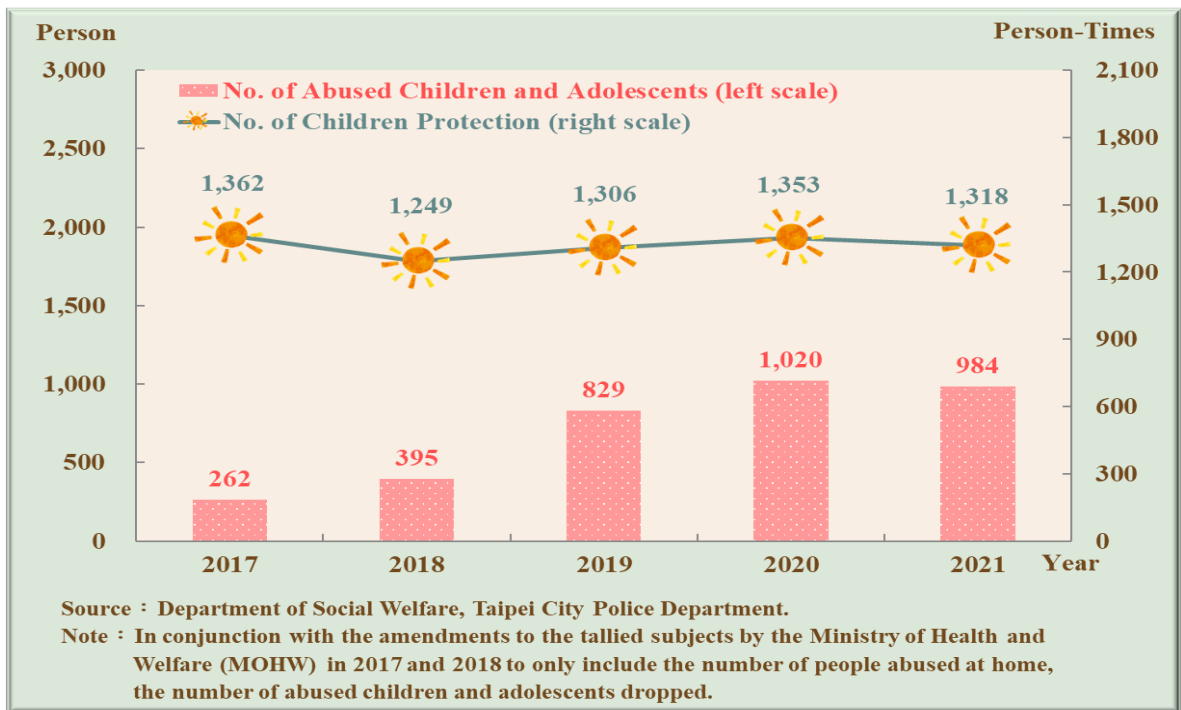 Person Person-Times
3,000 2,100
No. of Abused Children and Adolescents (left scale)
No. of Children Protection (right scale)
1,800
2,500
1,362 1,249 1,306 1,353 1,318
1,500
2,000
1,200
1,500
900
1,020 984
1,000
829
600
500
395
262
300
0 0
2017 2018 2019 2020 2021 Year
Source：Department of Social Welfare, Taipei City Police Department.
Note：In conjunction with the amendments to the tallied subjects by the Ministry of Health and
Welfare (MOHW) in 2017 and 2018 to only include the number of people abused at home,
the number of abused children and adolescents dropped.